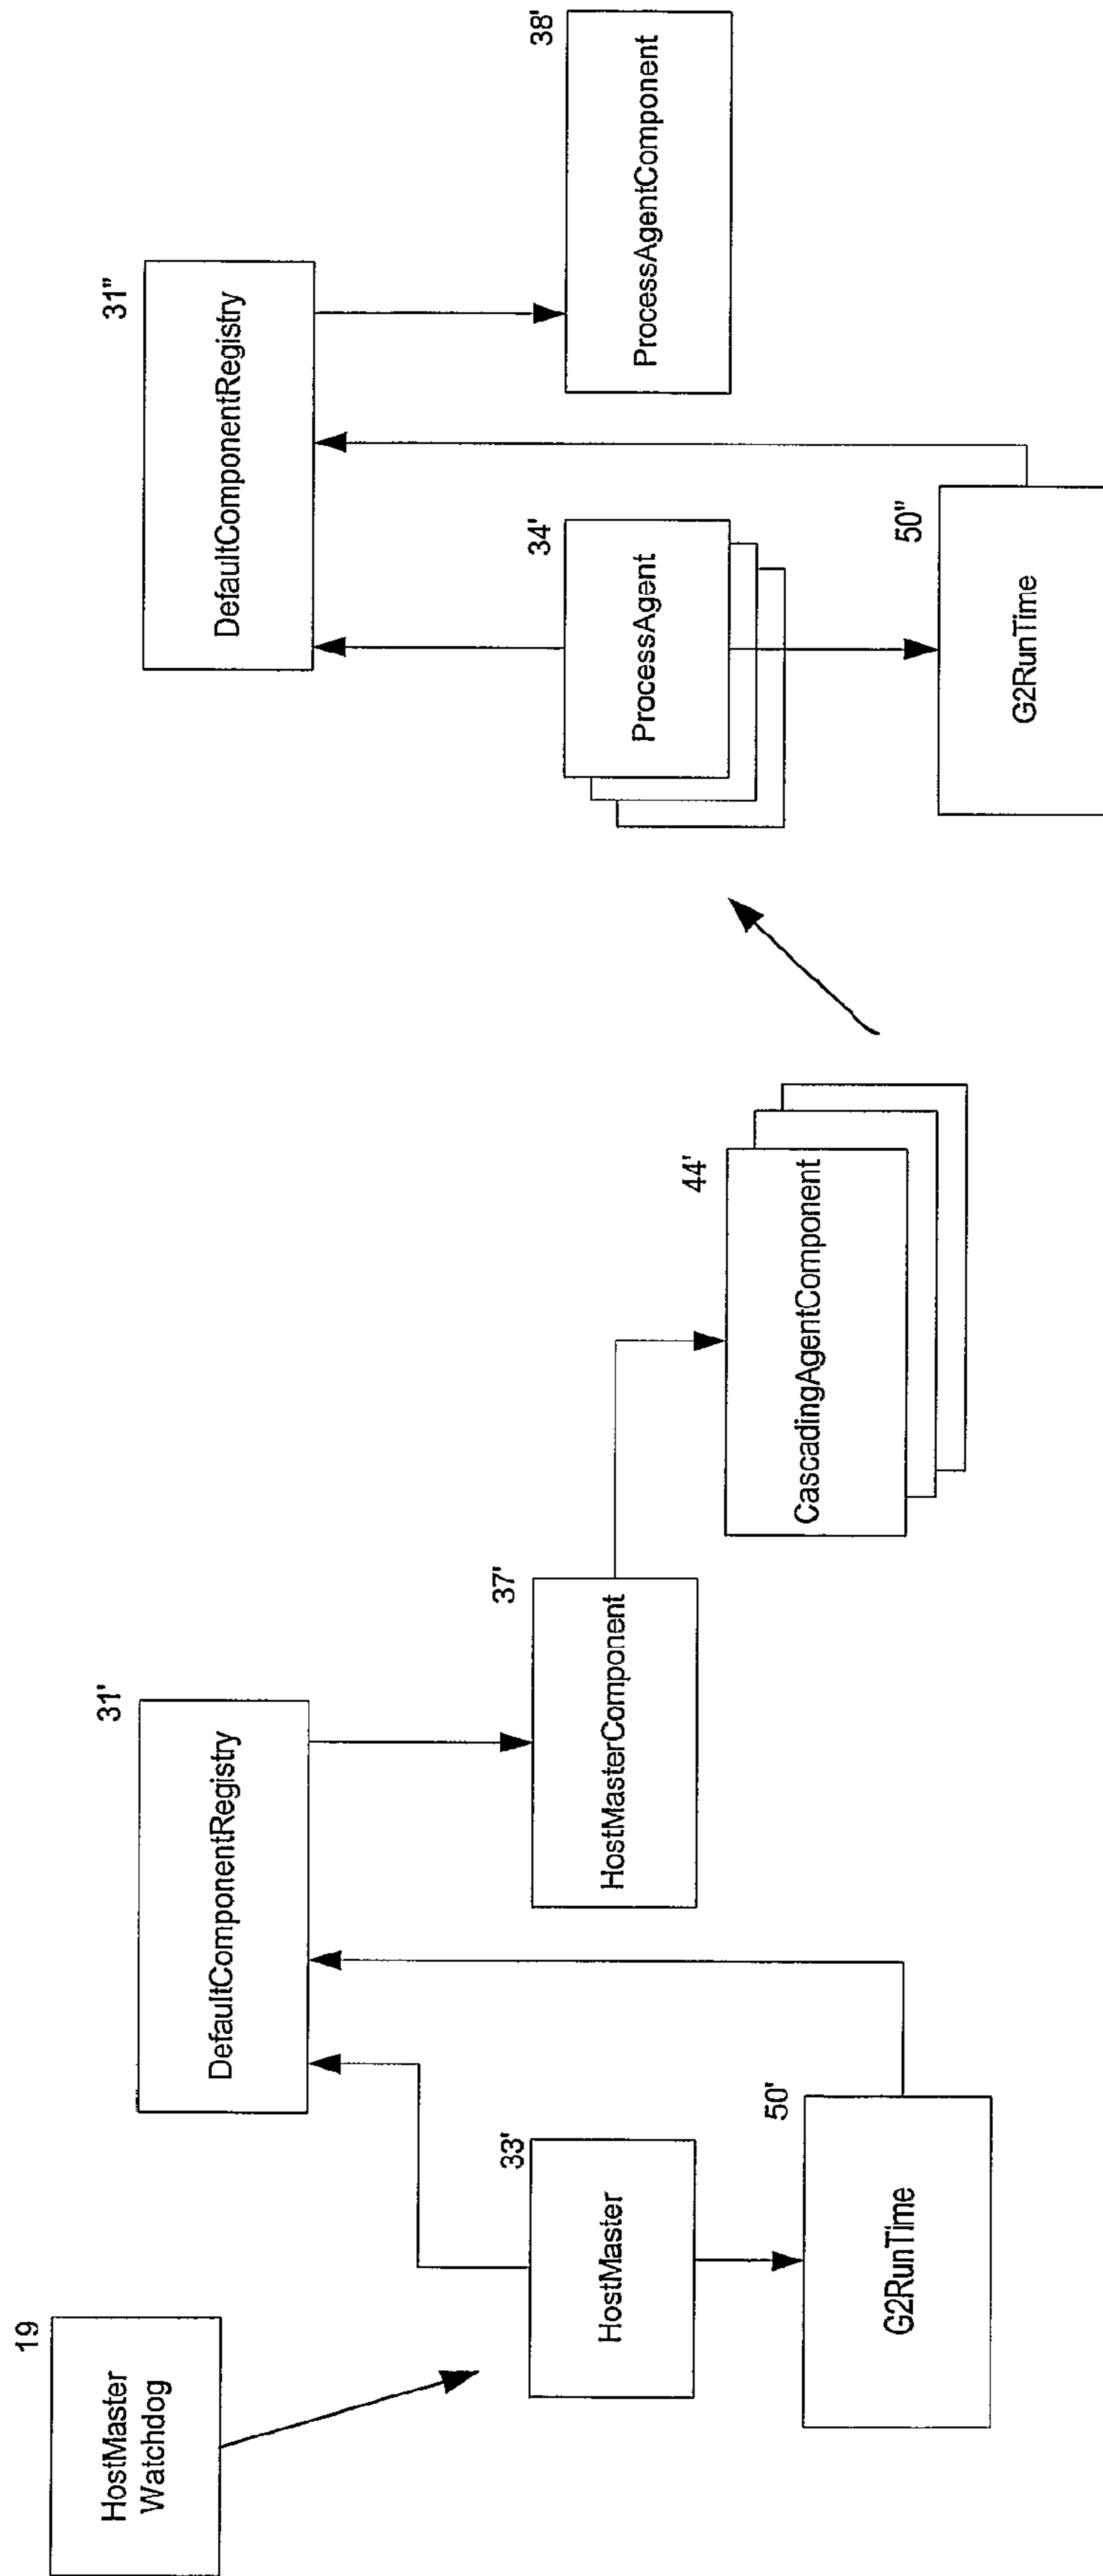 19
HostMaster
Watchdog
31'
DefaultComponentRegistry
33'
HostMaster
37'
HostMasterComponent
50'
G2RunTime
44'
CascadingAgentComponent
31"
DefaultComponentRegistry
34'
ProcessAgent
38'
ProcessAgentComponent
50"
G2RunTime